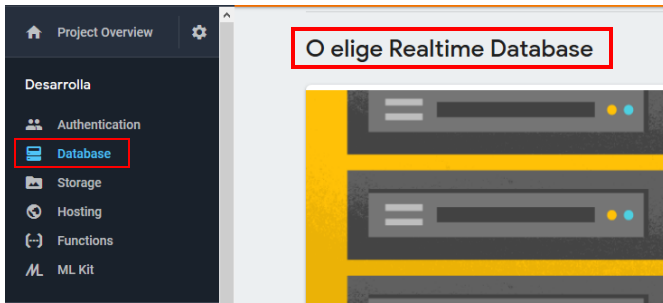 Project Overview
Desarrolla
Authentication
Database
Storage
Hosting
Functions
ML Kit
O elige Realtime Database